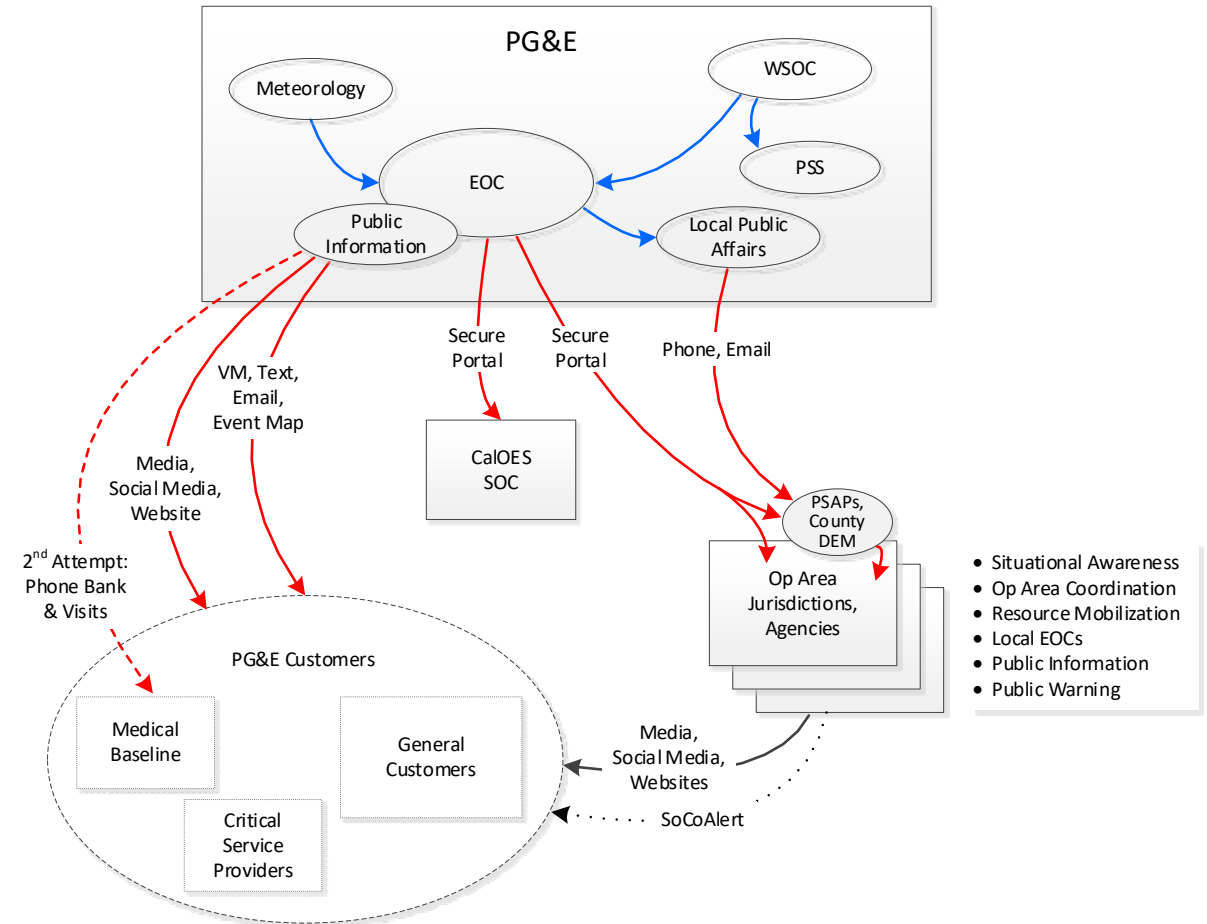 PG&E
Meteorology
WSOC
EOC
PSS
Public
Information
Local Public
Affairs
Secure
Portal
Secure
Portal
Phone, Email
VM, Text,
Email,
Event Map
Media,
Social Media,
Website
2nd Attempt:
Phone Bank
& Visits
CalOES
SOC
PSAPs,
County
DEM
Op Area
Jurisdictions,
Agencies
• Situational Awareness
• Op Area Coordination
• Resource Mobilization
• Local EOCs
• Public Information
• Public Warning
PG&E Customers
Medical
Baseline
General
Customers
Critical
Service
Providers
Media,
Social Media,
Websites
SoCoAlert